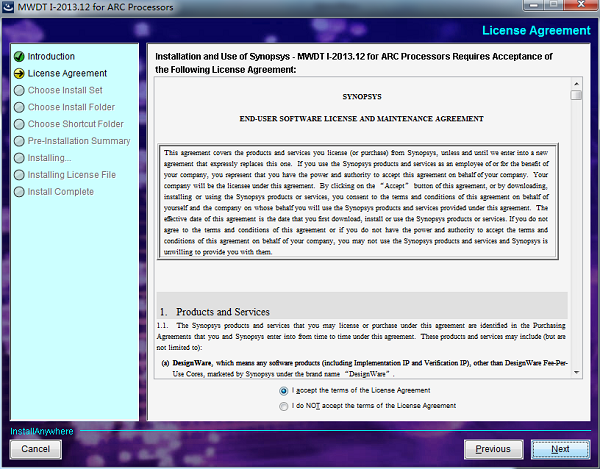 MWDT I-2013.12 for ARC Processors
License Agreement
Introduction
License Agreement
Choose Install Set
Choose Install Folder
Choose Shortcut Folder
Pre-Installation Summary
Installing...
Installing License File
Install Complete
Installation and Use of Synopsys - MWDT I-2013.12 for ARC Processors Requires Acceptance of
the Following License Agreement:
SYNOPSYS
END-USER SOFTWARE LICENSE AND MAINTENANCE AGREEMENT
This agreement covers the products and services you license (or purchase) from Synopsys, unless and until we enter into a new
agreement that expressly replaces this one. If you use the Synopsys products and services as an employee of or for the benefit of
your company, you represent that you have the power and authority to accept this agreement on behalf of your company. Your
company will be the licensee under this agreement. By clicking on the “Accept” button of this agreement, or by downloading,
installing or using the Synopsys products or services, you consent to the terms and conditions of this agreement on behalf of
yourself and the company on whose behalf you will use the Synopsys products and services provided under this agreement. The
effective date of this agreement is the date that you first download, install or use the Synopsys products or services. If you do not
agree to the terms and conditions of this agreement or if you do not have the power and authority to accept the terms and
conditions of this agreement on behalf of your company, you may not use the Synopsys products and services and Synopsys is
unwilling to provide you with them.
1. Products and Services
1.1. The Synopsys products and services that you may license or purchase under this agreement are identified in the Purchasing
Agreements that you and Synopsys enter into from time to time under this agreement. These products and services may include (but are
not limited to):
(a) DesignWare, which means any software products (including Implementation IP and Verification IP), other than DesignWare Fee-Per-
Use Cores, marketed by Synopsys under the brand name “DesignWare”.
I accept the terms of the License Agreement
I do NOT accept the terms of the License Agreement
InstallAnywhere
Cancel
Previous
Next